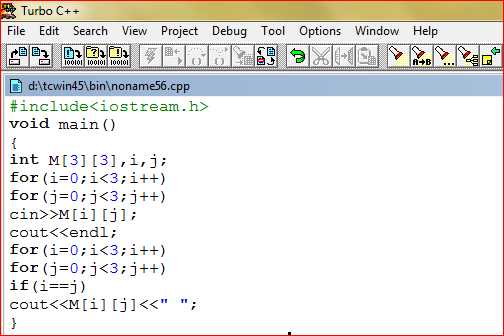 Turbo C++
File Edit Search View Project Debug Tool Options Window Help
d:\tcwin45\bin\noname56.cpp
#include<iostream.h>
void main()
{
int M[3][3],i,j;
for(i=0;i<3;i++)
for(j=0;j<3;j++)
cin>>M[i][j];
cout<<endl;
for(i=0;i<3;i++)
for(j=0;j<3;j++)
if(i==j)
cout<<M[i][j]<<" ";
}